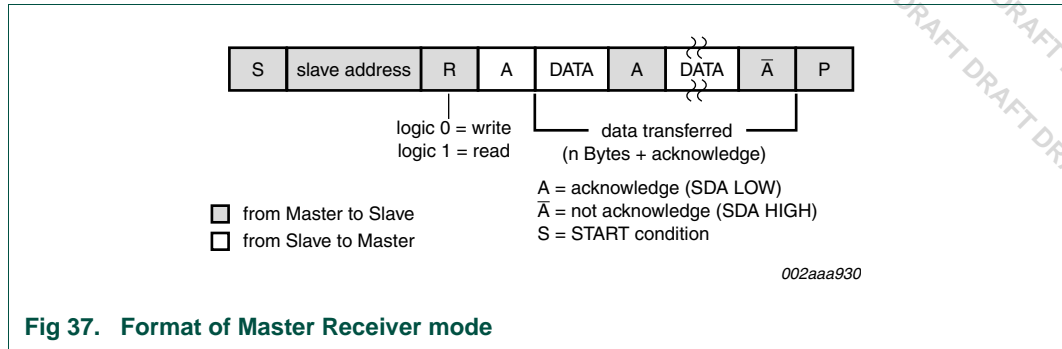 S slave address R A DATA A DATA A̅ P
logic 0 = write
logic 1 = read
data transferred
(n Bytes + acknowledge)
A = acknowledge (SDA LOW)
A̅ = not acknowledge (SDA HIGH)
S = START condition
from Master to Slave
from Slave to Master
002aaa930
Fig 37. Format of Master Receiver mode
DRAFT DRAFT DR
DRAFT